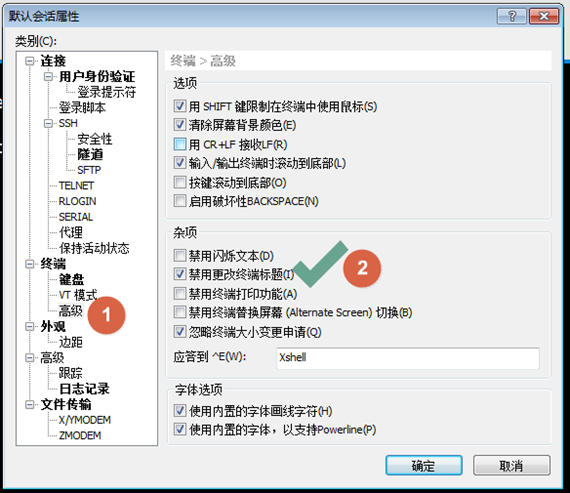 默认会话属性
类别(C):
连接
用户身份验证
登录提示符
登录脚本
SSH
安全性
隧道
SFTP
TELNET
RLOGIN
SERIAL
代理
保持活动状态
终端
键盘
VT 模式
高级
1
外观
边距
高级
跟踪
日志记录
文件传输
X/YMODEM
ZMODEM
终端 > 高级
选项
用 SHIFT 键限制在终端中使用鼠标(S)
清除屏幕背景颜色(E)
用 CR+LF 接收LF(R)
输入/输出终端时滚动到底部(L)
按键滚动到底部(O)
启用破坏性BACKSPACE(N)
杂项
禁用闪烁文本(D)
禁用更改终端标题(I)
2
禁用终端打印功能(A)
禁用终端替换屏幕 (Alternate Screen) 切换(B)
忽略终端大小变更申请(Q)
应答到 ^E(W):
Xshell
字体选项
使用内置的字体画线字符(H)
使用内置的字体，以支持Powerline(P)
确定
取消